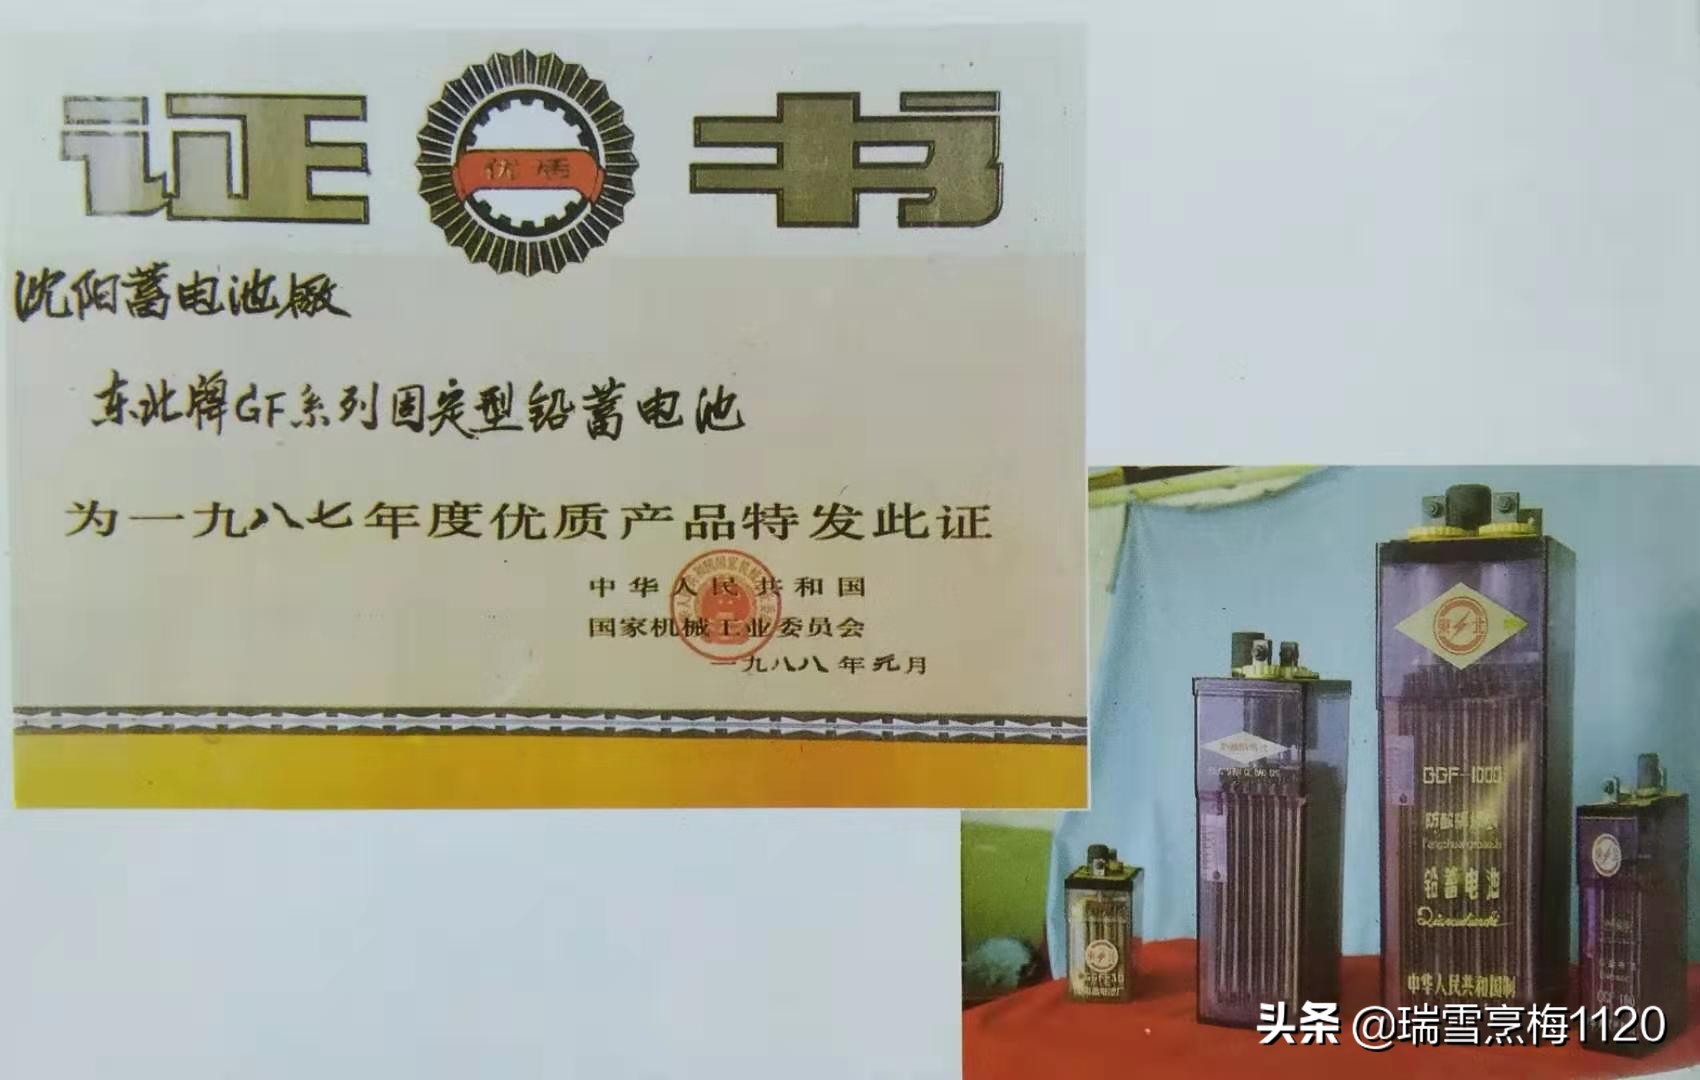 证书
优质
沈阳蓄电池厰
东北牌GF系列固定型铅蓄电池
为一九八七年度优质产品特发此证
中华人民共和国
国家机械工业委员会
一九八八年元月
東北
GGF-1000
防酸隔爆式
铅蓄电池
Qianxudianchi
中华人民共和国制
头条 @瑞雪烹梅1120